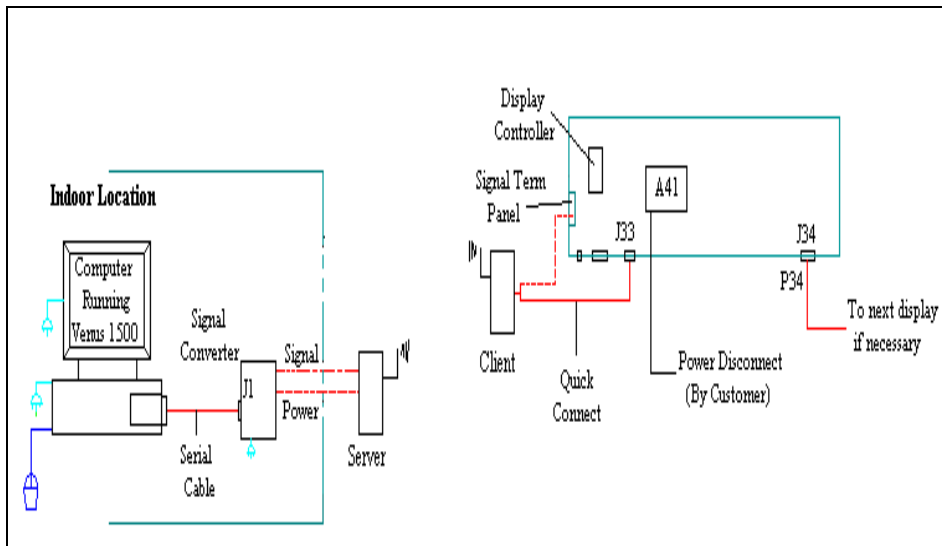 Indoor Location
Computer
Running
Venus 1500
Signal
Converter
J1
Signal
Power
Serial
Cable
Server
Display
Controller
Signal Term
Panel
A41
J33
J34
P34
To next display
if necessary
Client
Quick
Connect
Power Disconnect
(By Customer)